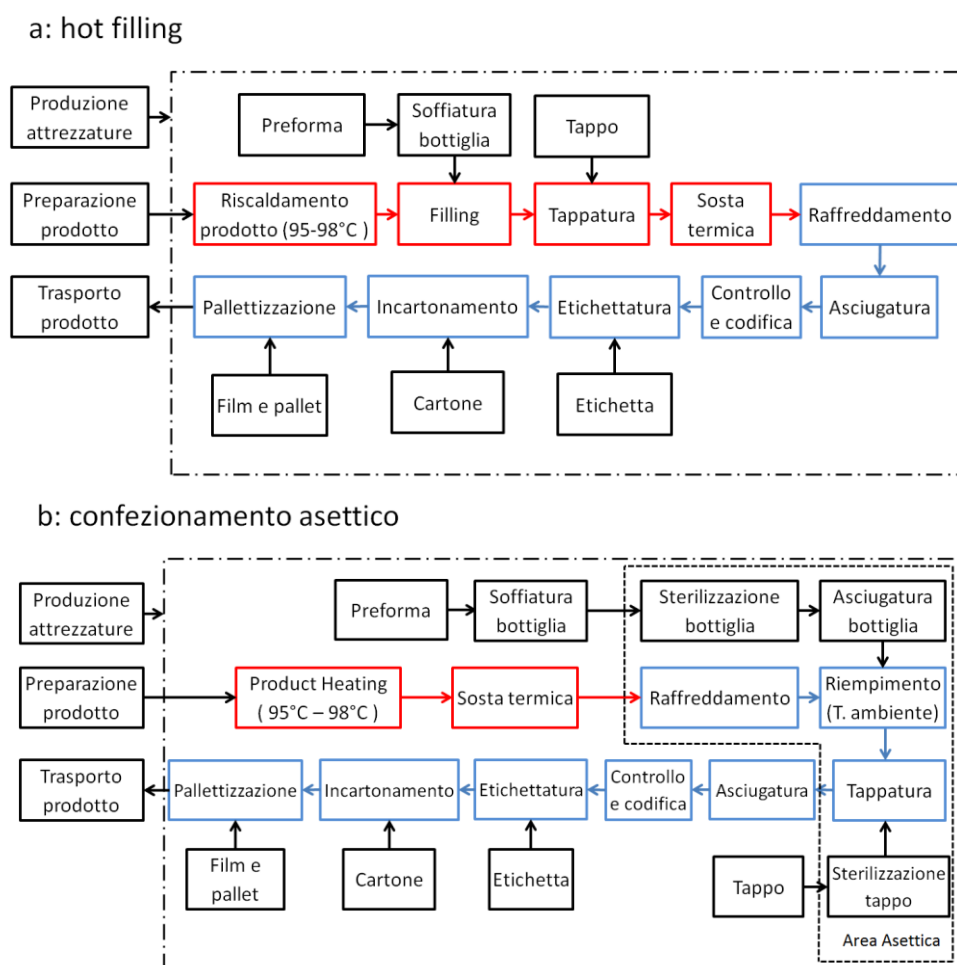 a: hot filling
Produzione
attrezzature
Preforma
Soffiatura
bottiglia
Tappo
Preparazione
prodotto
Riscaldamento
prodotto (95-98°C )
Filling
Tappatura
Sosta
termica
Raffreddamento
Trasporto
prodotto
Pallettizzazione
Incartonamento
Etichettatura
Controllo
e codifica
Asciugatura
Film e pallet
Cartone
Etichetta
b: confezionamento asettico
Produzione
attrezzature
Preforma
Soffiatura
bottiglia
Sterilizzazione
bottiglia
Asciugatura
bottiglia
Preparazione
prodotto
Product Heating
( 95°C – 98°C )
Sosta termica
Raffreddamento
Riempimento
(T. ambiente)
Trasporto
prodotto
Pallettizzazione
Incartonamento
Etichettatura
Controllo
e codifica
Asciugatura
Tappatura
Film e
pallet
Cartone
Etichetta
Tappo
Sterilizzazione
tappo
Area Asettica